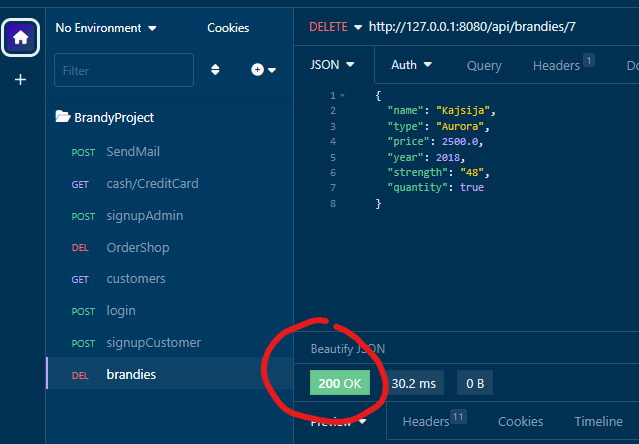 No Environment
Cookies
Filter
BrandyProject
POST SendMail
GET cash/CreditCard
POST signupAdmin
DEL OrderShop
GET customers
POST login
POST signupCustomer
DEL brandies
DELETE http://127.0.0.1:8080/api/brandies/7
JSON Auth Query Headers 1 Do
1 {
2 "name": "Kajsija",
3 "type": "Aurora",
4 "price": 2500.0,
5 "year": 2018,
6 "strength": "48",
7 "quantity": true
8 }
Beautify JSON
200 OK 30.2 ms 0 B
Preview Headers 11 Cookies Timeline